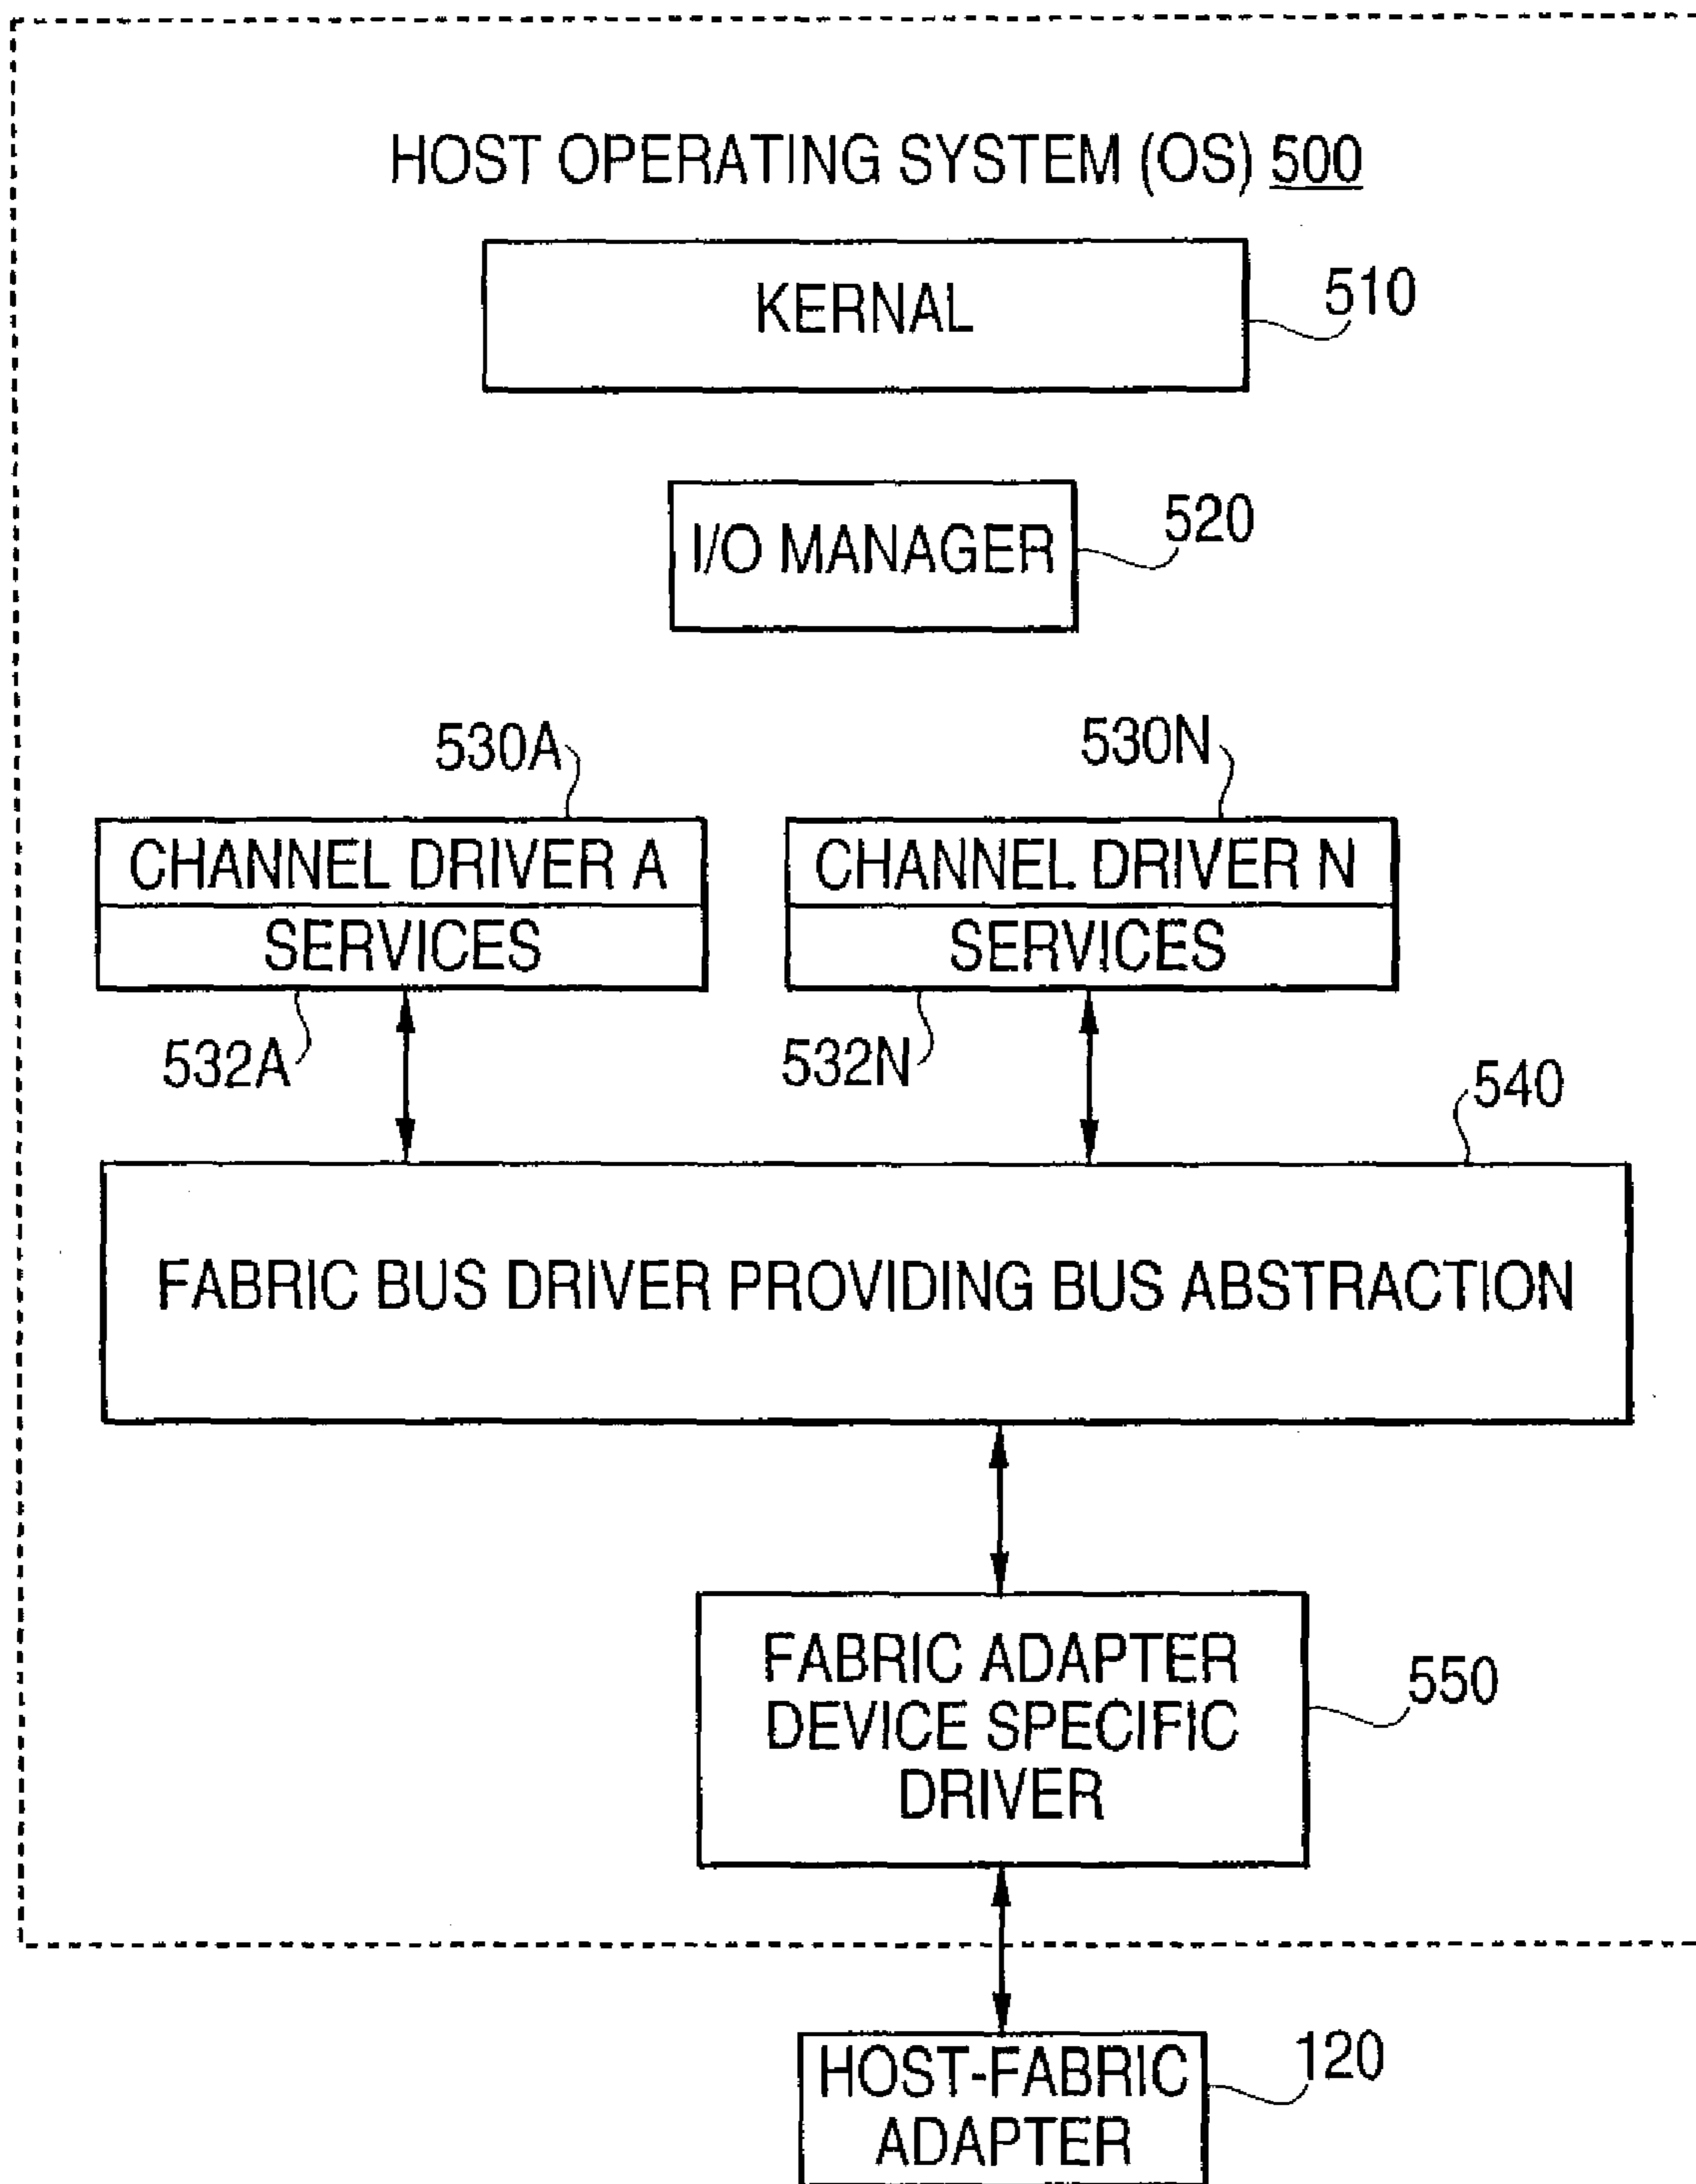 HOST OPERATING SYSTEM (OS) 500
KERNAL
510
I/O MANAGER
520
530A
530N
CHANNEL DRIVER A
SERVICES
CHANNEL DRIVER N
SERVICES
532A
532N
540
FABRIC BUS DRIVER PROVIDING BUS ABSTRACTION
FABRIC ADAPTER
DEVICE SPECIFIC
DRIVER
550
HOST-FABRIC
ADAPTER
120